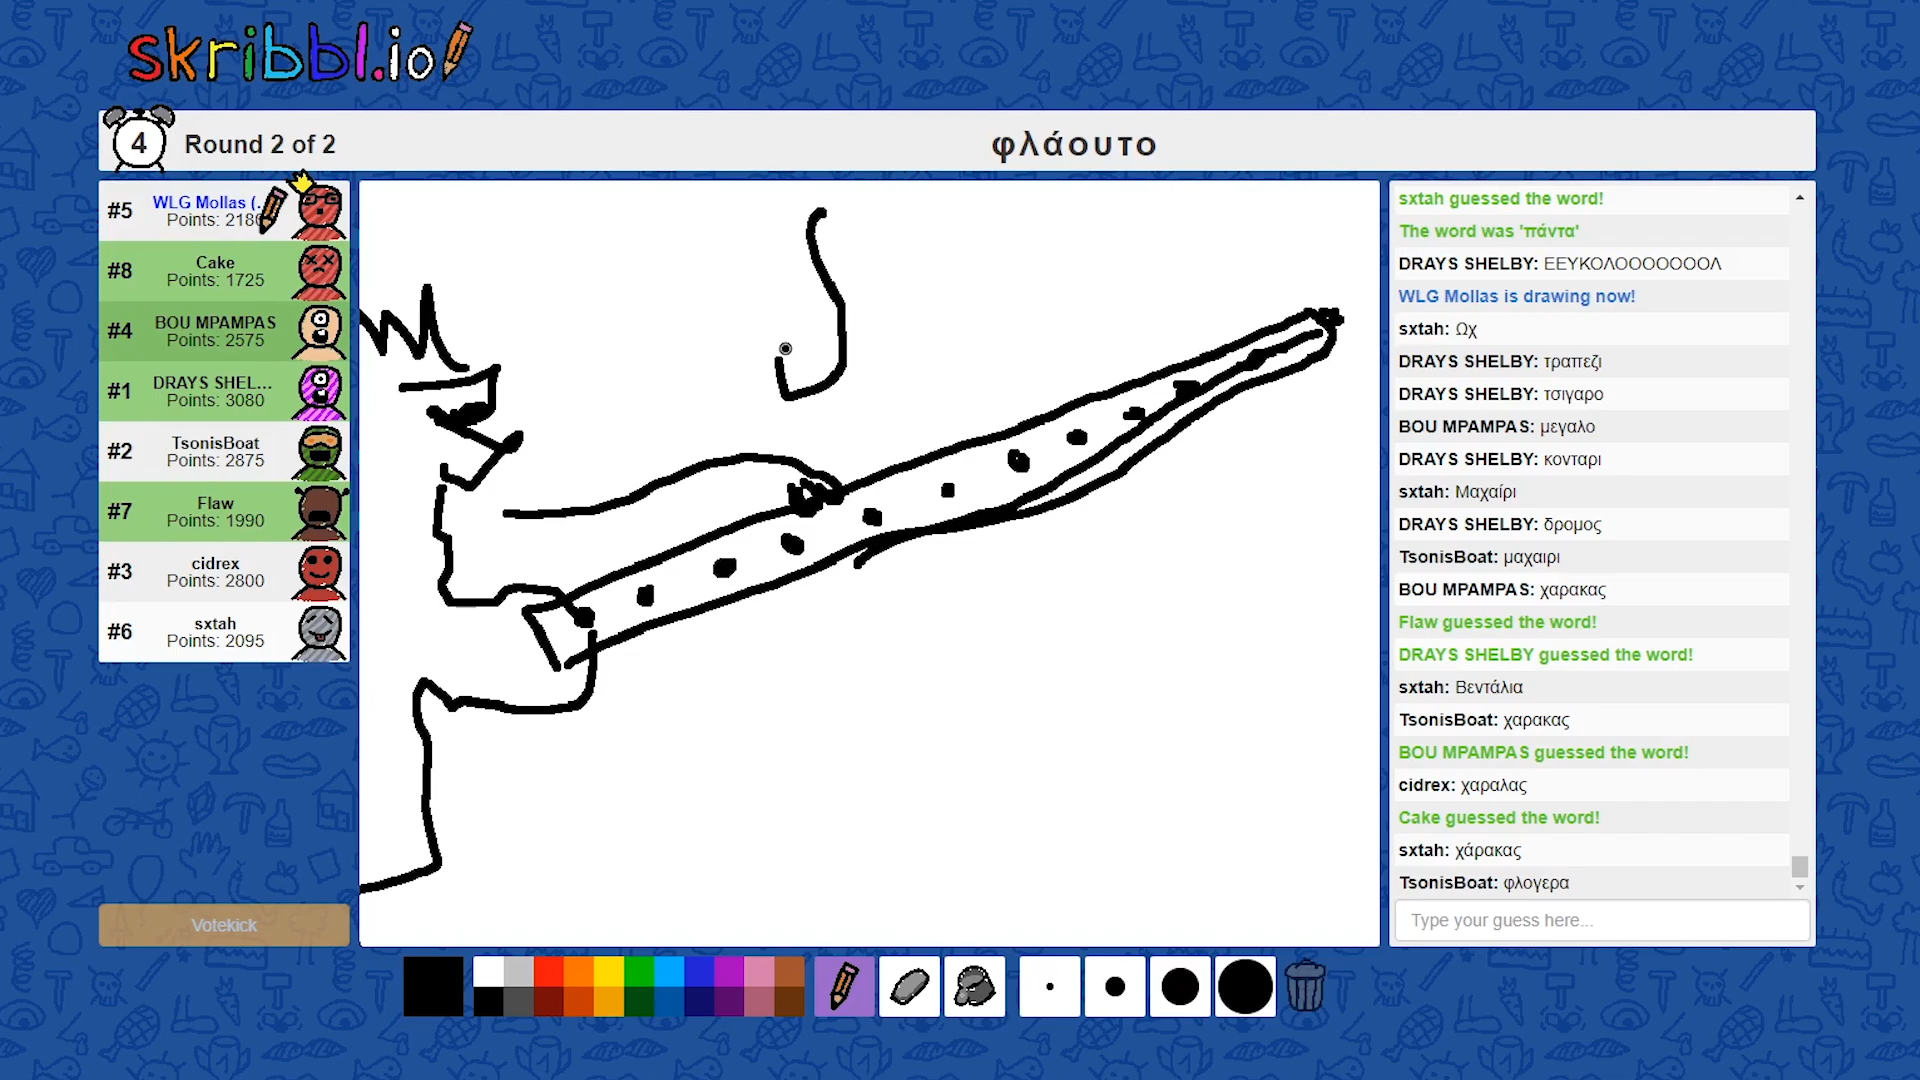 skribbl.io
4
Round 2 of 2
φλάουτο
#5
WLG Mollas (..
Points: 2180
#8
Cake
Points: 1725
#4
BOU MPAMPAS
Points: 2575
#1
DRAYS SHEL...
Points: 3080
#2
TsonisBoat
Points: 2875
#7
Flaw
Points: 1990
#3
cidrex
Points: 2800
#6
sxtah
Points: 2095
Votekick
sxtah guessed the word!
The word was 'πάντα'
DRAYS SHELBY: ΕΕΥΚΟΛΟΟΟΟΟΟΟΛ
WLG Mollas is drawing now!
sxtah: Ωχ
DRAYS SHELBY: τραπεζι
DRAYS SHELBY: τσιγαρο
BOU MPAMPAS: μεγαλο
DRAYS SHELBY: κονταρι
sxtah: Μαχαίρι
DRAYS SHELBY: δρομος
TsonisBoat: μαχαιρι
BOU MPAMPAS: χαρακας
Flaw guessed the word!
DRAYS SHELBY guessed the word!
sxtah: Βεντάλια
TsonisBoat: χαρακας
BOU MPAMPAS guessed the word!
cidrex: χαραλας
Cake guessed the word!
sxtah: χάρακας
TsonisBoat: φλογερα
Type your guess here...